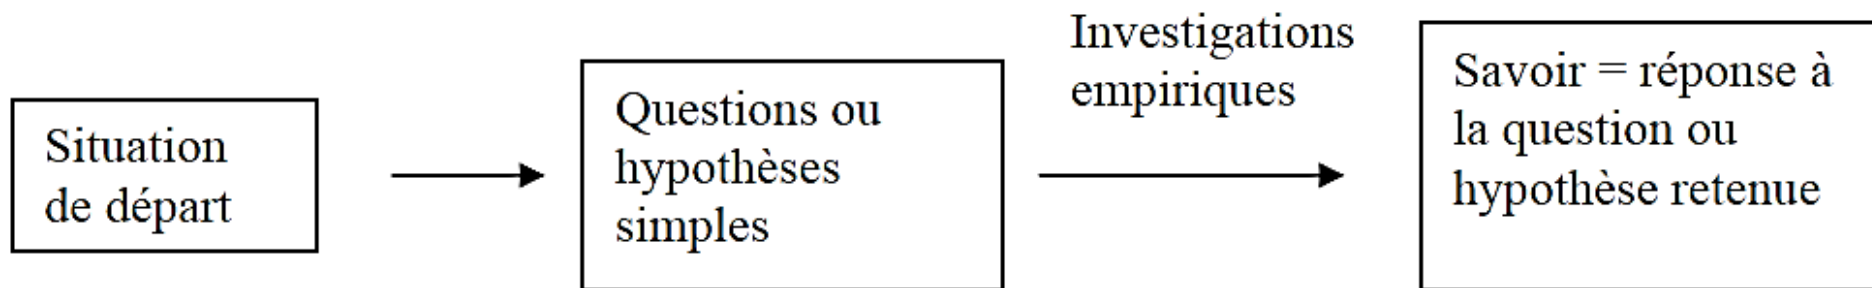 Situation
de départ
Questions ou
hypothèses
simples
Investigations
empiriques
Savoir = réponse à
la question ou
hypothèse retenue